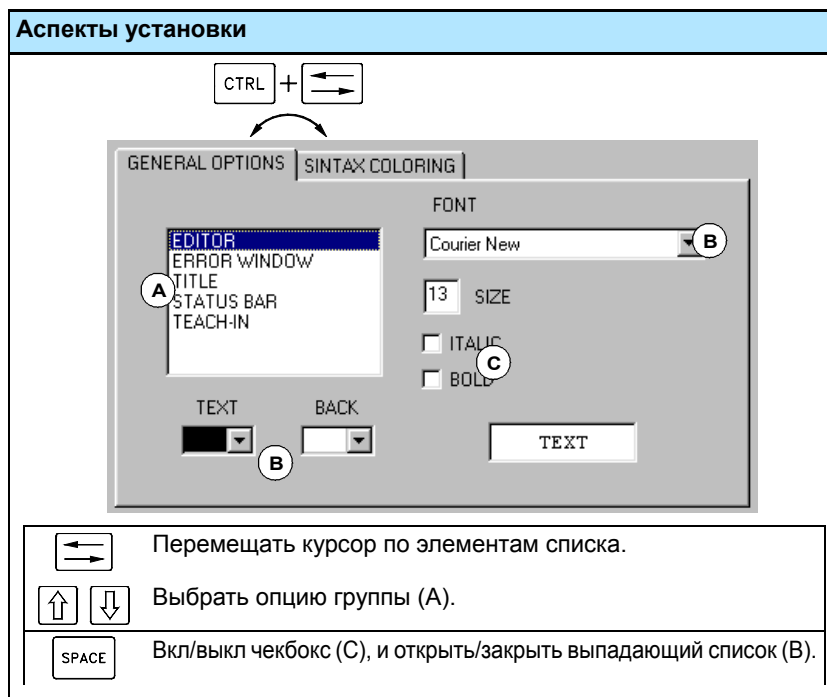 Аспекты установки
CTRL +
GENERAL OPTIONS SINTAX COLORING
FONT
EDITOR
Courier New B
ERROR WINDOW
A TITLE
13 SIZE
STATUS BAR
TEACH-IN
ITALIC
C
BOLD
TEXT BACK
TEXT
B
Перемещать курсор по элементам списка.
Выбрать опцию группы (A).
SPACE Вкл/выкл чекбокс (C), и открыть/закрыть выпадающий список (B).